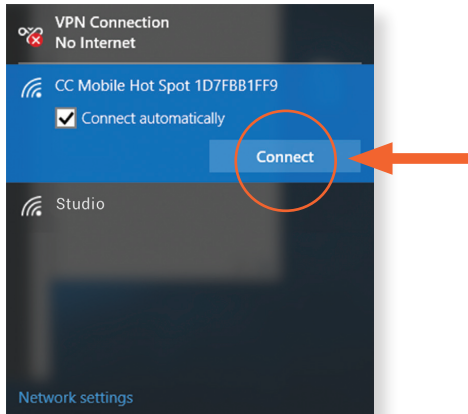 VPN Connection
No Internet
CC Mobile Hot Spot 1D7FBB1FF9
Connect automatically
Connect
Studio
Network settings